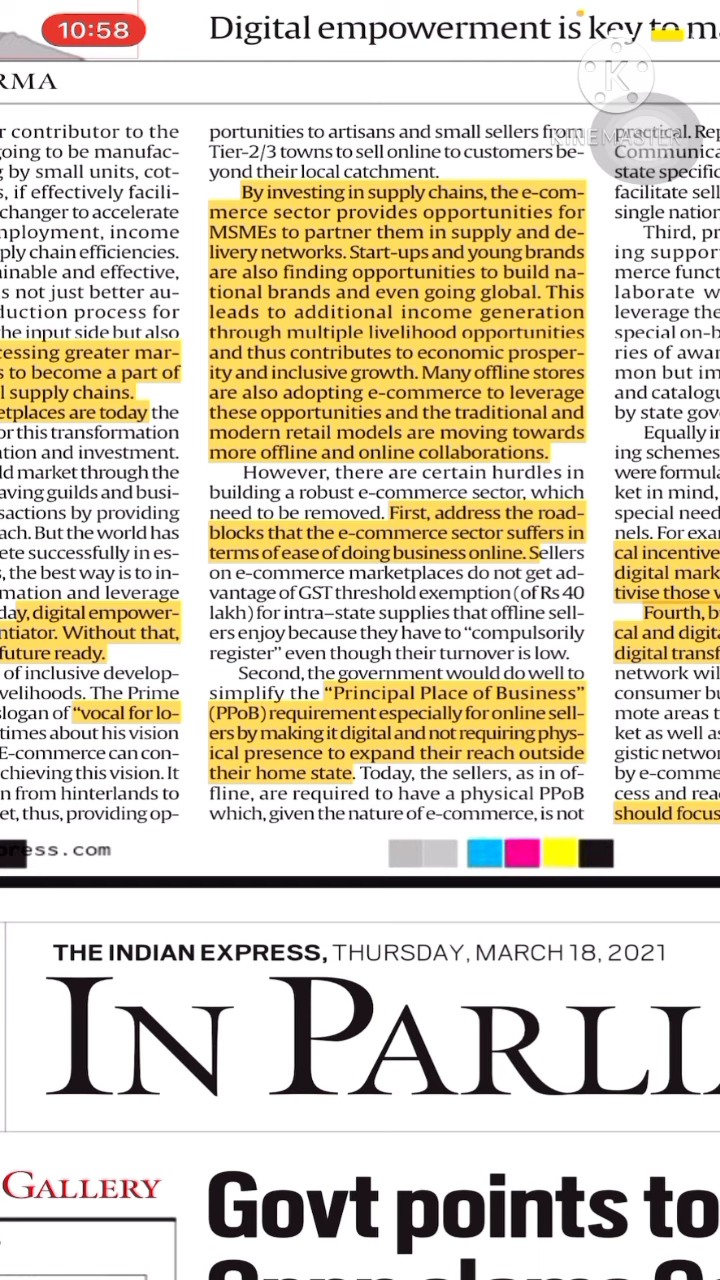 10:58
Digital empowerment is key to
KINEMASTER
RMA
r contributor to the
going to be manufac-
g by small units, cot-
s, if effectively facili-
changer to accelerate
mployment, income
ply chain efficiencies.
ainable and effective,
s not just better au-
duction process for
he input side but also
cessing greater mar-
s to become a part of
l supply chains.
etplaces are today the
or this transformation
ation and investment.
ld market through the
aving guilds and busi-
sactions by providing
ach. But the world has
ete successfully in es-
s, the best way is to in-
mation and leverage
day, digital empower-
ntiator. Without that,
future ready.
of inclusive develop-
velihoods. The Prime
slogan of “vocal for lo-
times about his vision
E-commerce can con-
chieving this vision. It
n from hinterlands to
et, thus, providing op-
portunities to artisans and small sellers from
Tier-2/3 towns to sell online to customers be-
yond their local catchment.
By investing in supply chains, the e-com-
merce sector provides opportunities for
MSMEs to partner them in supply and de-
livery networks. Start-ups and young brands
are also finding opportunities to build na-
tional brands and even going global. This
leads to additional income generation
through multiple livelihood opportunities
and thus contributes to economic prosper-
ity and inclusive growth. Many offline stores
are also adopting e-commerce to leverage
these opportunities and the traditional and
modern retail models are moving towards
more offline and online collaborations.
However, there are certain hurdles in
building a robust e-commerce sector, which
need to be removed. First, address the road-
blocks that the e-commerce sector suffers in
terms of ease of doing business online. Sellers
on e-commerce marketplaces do not get ad-
vantage of GST threshold exemption (of Rs 40
lakh) for intra–state supplies that offline sell-
ers enjoy because they have to “compulsorily
register” even though their turnover is low.
Second, the government would do well to
simplify the “Principal Place of Business”
(PPoB) requirement especially for online sell-
ers by making it digital and not requiring phys-
ical presence to expand their reach outside
their home state. Today, the sellers, as in of-
fline, are required to have a physical PPoB
which, given the nature of e-commerce, is not
practical. Rep
Communica
state specific
facilitate sell
single nation
Third, pr
ing support
merce funct
laborate w
leverage the
special on-b
ries of awar
mon but im
and catalogu
by state gov
Equally in
ing schemes
were formula
ket in mind,
special need
nels. For exa
cal incentive
digital mark
tivise those v
Fourth, b
cal and digita
digital transf
network wil
consumer bu
mote areas t
ket as well as
gistic networ
by e-comme
cess and read
should focus
press.com
THE INDIAN EXPRESS, THURSDAY, MARCH 18, 2021
IN PARLI
GALLERY
Govt points to